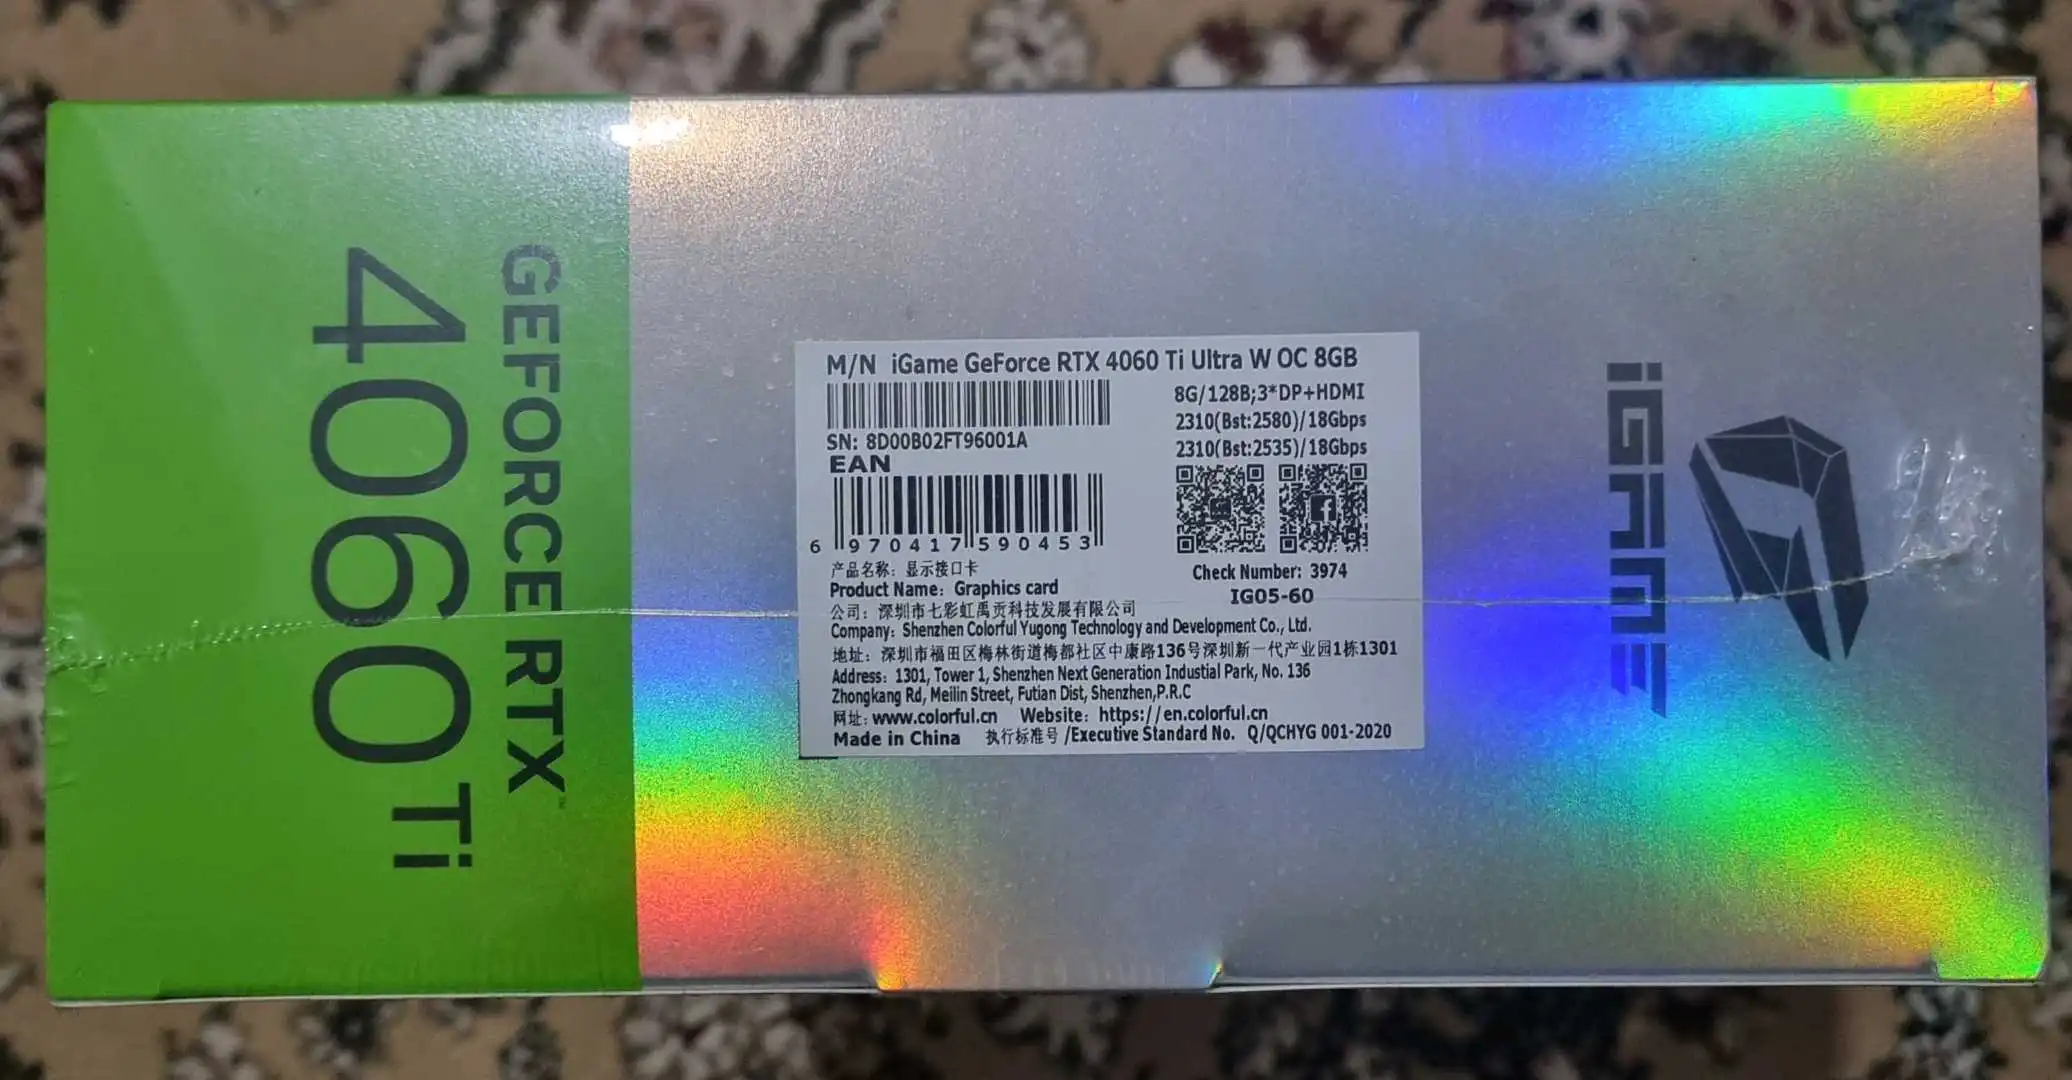 GEFORCE RTX™
4060 Ti
M/N iGame GeForce RTX 4060 Ti Ultra W OC 8GB
8G/128B;3*DP+HDMI
2310(Bst:2580)/18Gbps
2310(Bst:2535)/18Gbps
SN: 8D00B02FT96001A
EAN
6 970417 590453
Check Number: 3974
IG05-60
产品名称: 显示接口卡
Product Name: Graphics card
公司: 深圳市七彩虹禹贡科技发展有限公司
Company: Shenzhen Colorful Yugong Technology and Development Co., Ltd.
地址: 深圳市福田区梅林街道梅都社区中康路136号深圳新一代产业园1栋1301
Address: 1301, Tower 1, Shenzhen Next Generation Industial Park, No. 136
Zhongkang Rd, Meilin Street, Futian Dist, Shenzhen,P.R.C
网址: www.colorful.cn Website: https://en.colorful.cn
Made in China 执行标准号 /Executive Standard No. Q/QCHYG 001-2020
iGAME